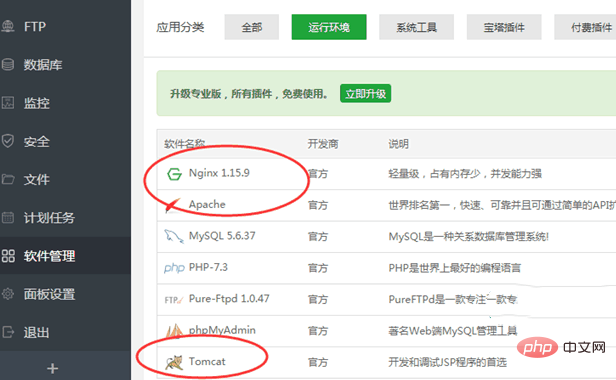 FTP
数据库
监控
安全
文件
计划任务
软件管理
面板设置
退出
应用分类 全部 运行环境 系统工具 宝塔插件 付费插件
升级专业版，所有插件，免费使用。 立即升级
软件名称 开发商 说明
Nginx 1.15.9 官方 轻量级，占有内存少，并发能力强
Apache 官方 世界排名第一，快速、可靠并且可通过简单的API扩
MySQL 5.6.37 官方 MySQL是一种关系数据库管理系统!
php PHP-7.3 官方 PHP是世界上最好的编程语言
FTP Pure-Ftpd 1.0.47 官方 PureFTPd是一款专注一款专
phpMyAdmin 官方 著名Web端MySQL管理工具
Tomcat 官方 开发和调试JSP程序的首选
php 中文网